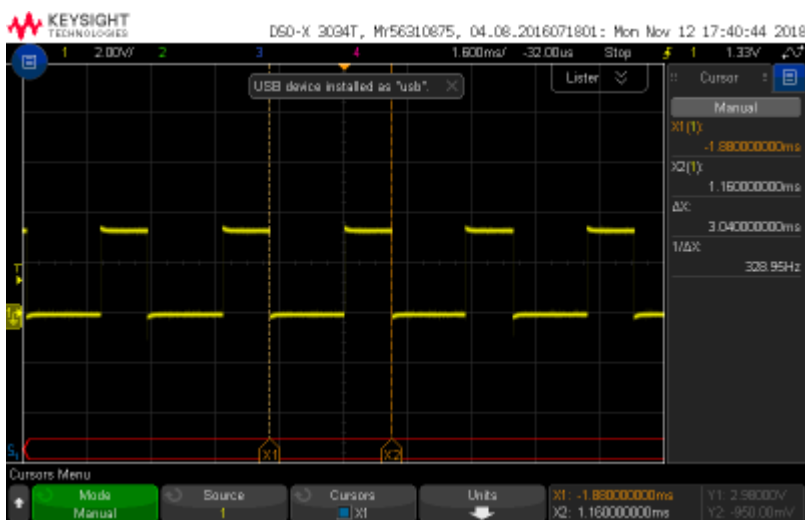 KEYSIGHT
TECHNOLOGIES
DSO-X 3034T, MY56310875, 04.08.2016071801: Mon Nov 12 17:40:44 2018
1 2.00V/ 2 3 4 1.600ms/ -32.00us Stop 1 1.33V
USB device installed as "usb".
Lister
Cursor
Manual
X1(1):
-1.880000000ms
X2(1):
1.160000000ms
ΔX:
3.040000000ms
1/ΔX:
328.95Hz
T
S1
X1 X2
Cursors Menu
Mode
Manual
Source
1
Cursors
X1
Units
X1: -1.880000000ms
X2: 1.160000000ms
Y1: 2.98000V
Y2: -950.00mV